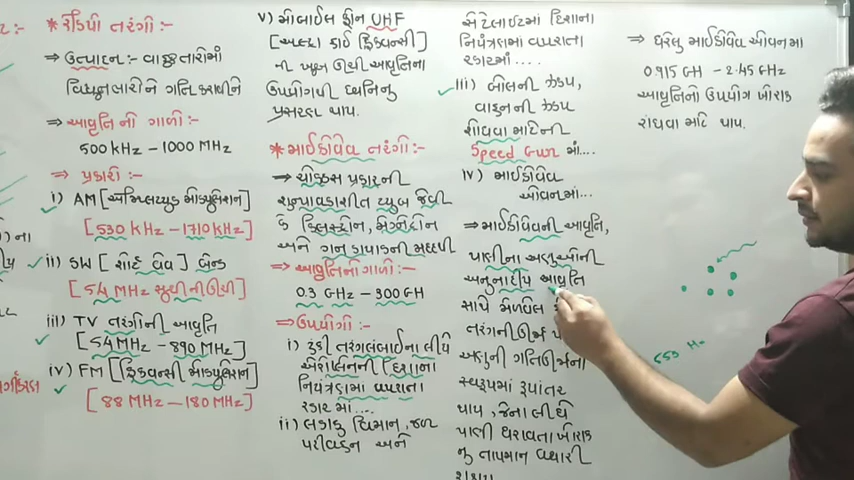 * રેડિયો તરંગો :-
⇒ ઉત્પાદન :- વાહક તારોમાં
વિદ્યુતભારોને ગતિ કરાવીને
⇒ આવૃતિ ની ગાળો :-
500 kHz - 1000 MHz
⇒ પ્રકારો :-
i) AM [એમ્પ્લિટ્યુડ મોડ્યુલેશન]
[530 kHz - 1710 kHz]
ii) SW [શોર્ટ વેવ] બેન્ડ
[54 MHz સુધીની ઊંચી]
iii) TV તરંગોની આવૃતિ
[54 MHz - 890 MHz]
iv) FM [ફ્રિકવન્સી મોડ્યુલેશન]
[88 MHz - 180 MHz]
v) મોબાઈલ ફોન UHF
[અલ્ટ્રા હાઈ ફ્રિકવન્સી]
ની ખૂબ ઊંચી આવૃતિના
ઉપયોગથી ધ્વનિનુ
પ્રસરણ થાય.
* માઈક્રોવેવ તરંગો :-
⇒ ચોક્કસ પ્રકારની
શૂન્યાવકાશીત ટ્યુબ જેવી
કે ક્લિસ્ટ્રોન, મેગ્નેટ્રોન
અને ગન ડાયોડની મદદથી
⇒ આવૃતિનો ગાળો :-
0.3 GHz - 300 GH
⇒ ઉપયોગો :-
i) ટૂંકી તરંગલંબાઈના લીધે
એરોપ્લેનની દિશાના
નિયંત્રણમાં વપરાતા
રડાર માં....
ii) લડાકુ વિમાન, જળ
પરીવહન અને
સેટેલાઈટમાં દિશાના
નિયંત્રણમાં વપરાતા
રડારમાં....
iii) બોલની ઝડપ,
વાહનની ઝડપ
શોધવા માટેની
Speed Gun માં....
iv) માઈક્રોવેવ
ઓવનમાં...
⇒ માઈક્રોવેવની આવૃતિ,
પાણીના અણુઓની
અનુનાદીય આવૃતિ
સાથે મેળવેલ
તરંગની ઊર્જા
અણુની ગતિઊર્જાના
સ્વરૂપમાં રૂપાંતર
થાય, જેના લીધે
પાણી ધરાવતા ખોરાક
નુ તાપમાન વધારી
શકાય
⇒ ઘરેલુ માઈક્રોવેવ ઓવનમાં
0.915 GH - 2.45 GHz
આવૃતિનો ઉપયોગ ખોરાક
રાંધવા માટે થાય.